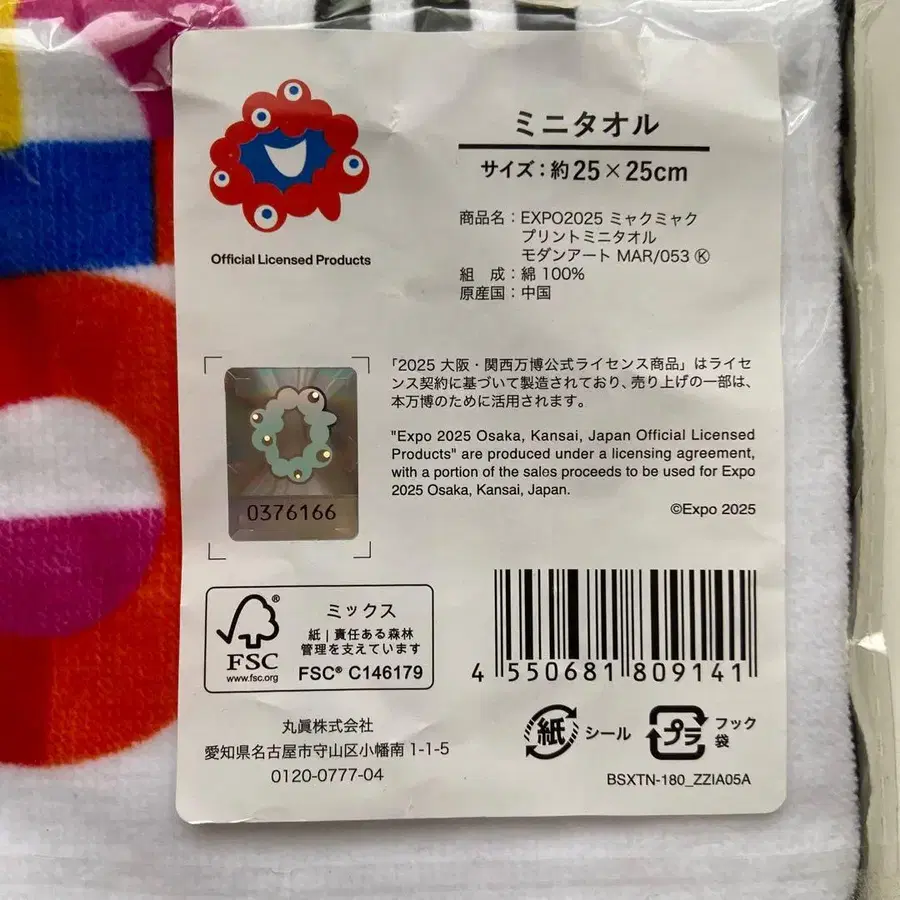 ミニタオル
サイズ：約25×25cm
商品名：EXPO2025 ミャクミャク
プリントミニタオル
モダンアート MAR/053 Ⓚ
組　成：綿 100%
原産国：中国
Official Licensed Products
「2025 大阪・関西万博公式ライセンス商品」はライセ
ンス契約に基づいて製造されており、売り上げの一部は、
本万博のために活用されます。
"Expo 2025 Osaka, Kansai, Japan Official Licensed
Products" are produced under a licensing agreement,
with a portion of the sales proceeds to be used for Expo
2025 Osaka, Kansai, Japan.
©Expo 2025
0376166
®
FSC
www.fsc.org
ミックス
紙｜責任ある森林
管理を支えています
FSC® C146179
4 550681 809141
丸眞株式会社
愛知県名古屋市守山区小幡南 1-1-5
0120-0777-04
紙 シール
プラ フック
袋
BSXTN-180_ZZIA05A